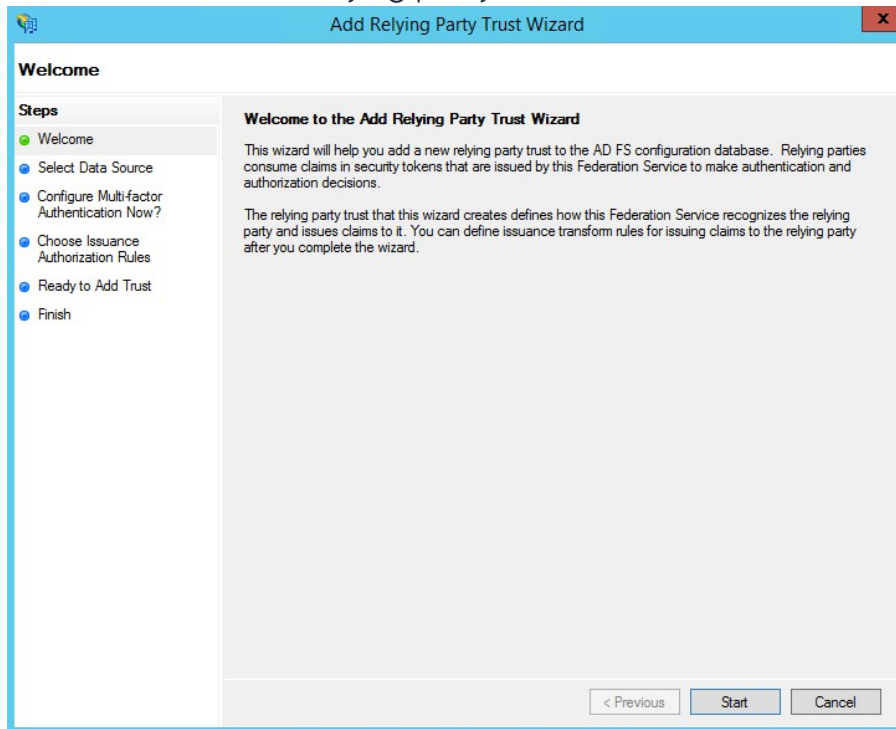 Add Relying Party Trust Wizard
x
Welcome
Steps
Welcome
Select Data Source
Configure Multi-factor
Authentication Now?
Choose Issuance
Authorization Rules
Ready to Add Trust
Finish
Welcome to the Add Relying Party Trust Wizard
This wizard will help you add a new relying party trust to the AD FS configuration database. Relying parties
consume claims in security tokens that are issued by this Federation Service to make authentication and
authorization decisions.
The relying party trust that this wizard creates defines how this Federation Service recognizes the relying
party and issues claims to it. You can define issuance transform rules for issuing claims to the relying party
after you complete the wizard.
< Previous
Start
Cancel